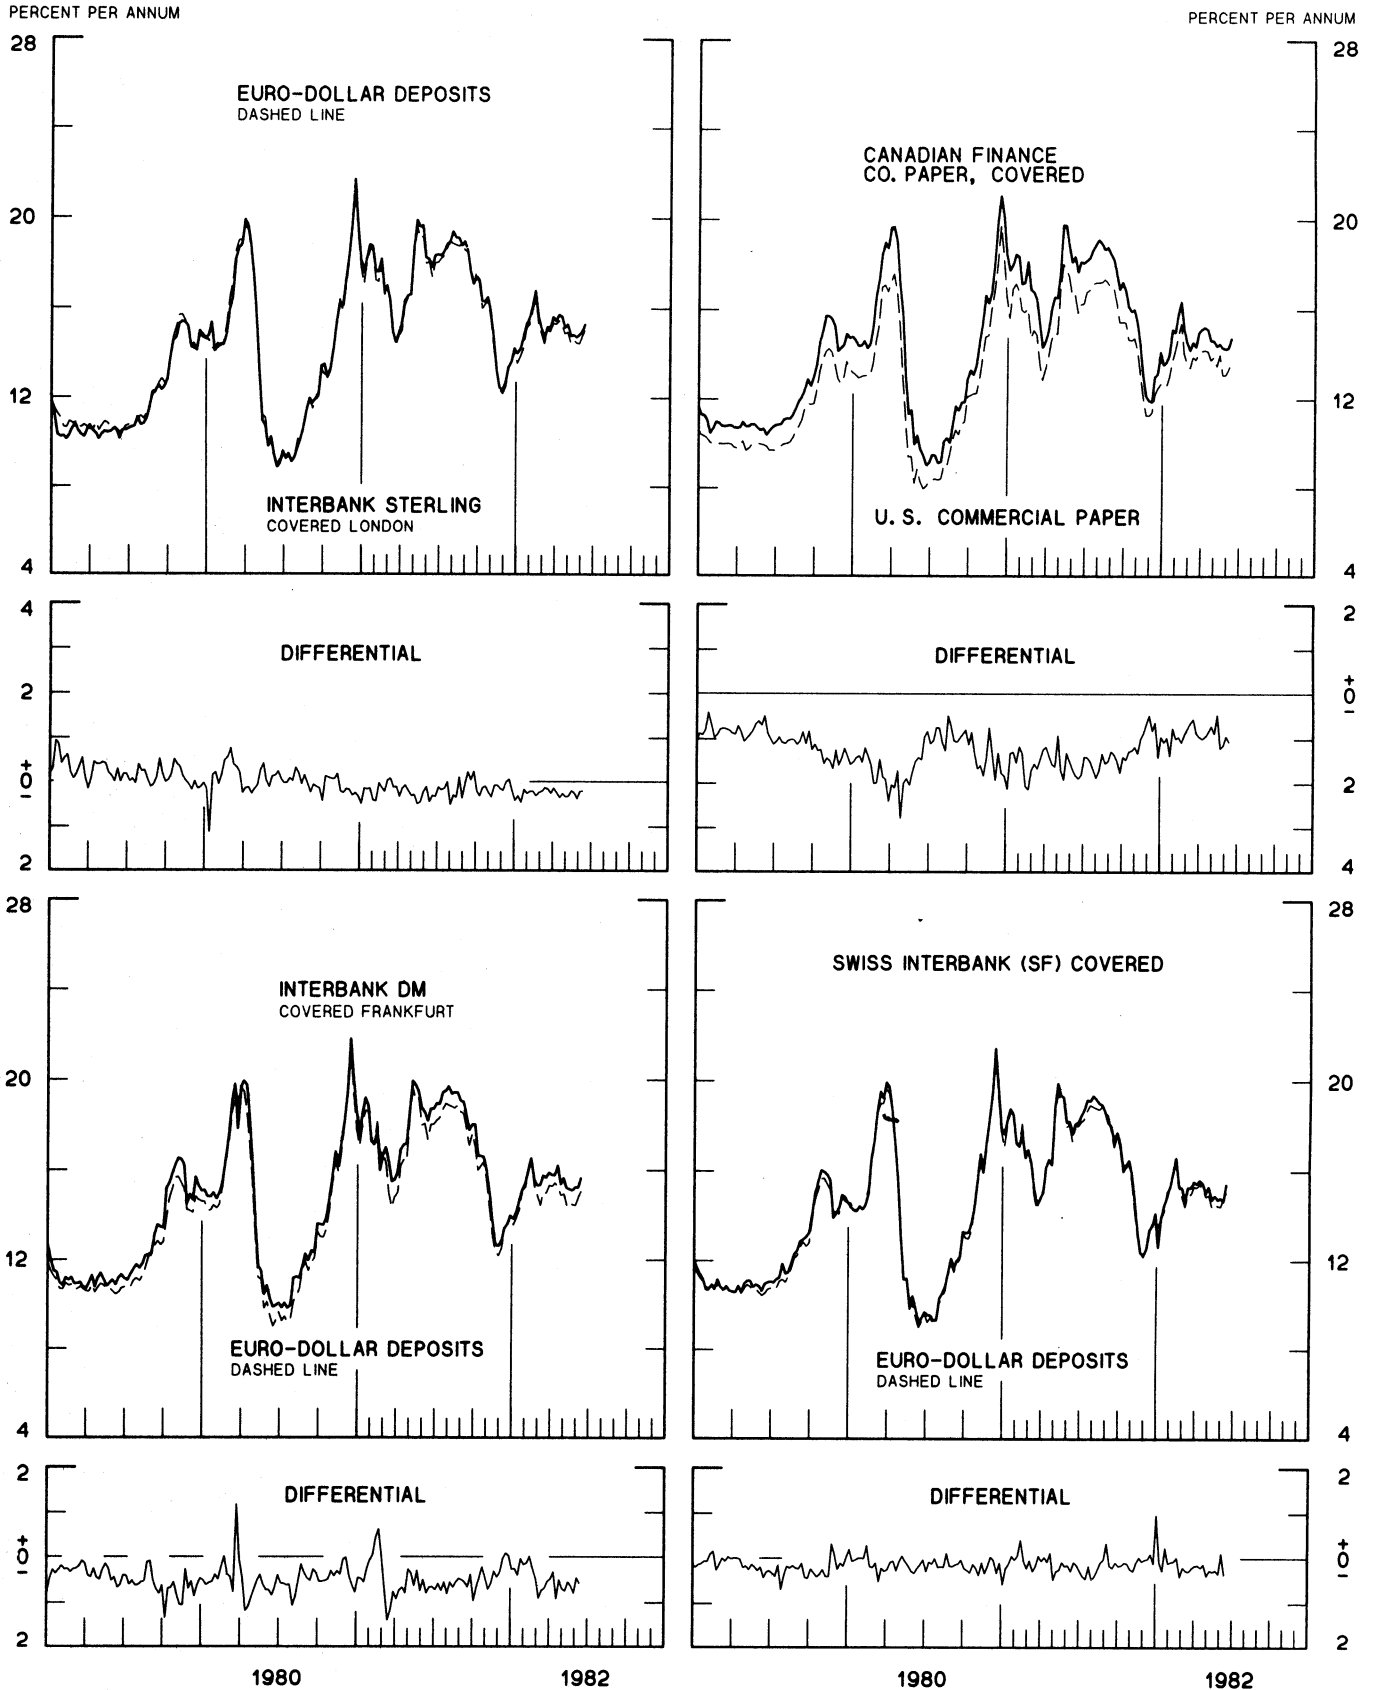 PERCENT PER ANNUM
PERCENT PER ANNUM
28
20
12
4
EURO-DOLLAR DEPOSITS
DASHED LINE
INTERBANK STERLING
COVERED LONDON
CANADIAN FINANCE
CO. PAPER, COVERED
U. S. COMMERCIAL PAPER
28
20
12
4
4
2
+
0
−
2
DIFFERENTIAL
DIFFERENTIAL
2
+
0
−
2
4
28
20
12
4
INTERBANK DM
COVERED FRANKFURT
EURO-DOLLAR DEPOSITS
DASHED LINE
SWISS INTERBANK (SF) COVERED
EURO-DOLLAR DEPOSITS
DASHED LINE
28
20
12
4
2
+
0
−
2
DIFFERENTIAL
DIFFERENTIAL
2
+
0
−
2
1980
1982
1980
1982